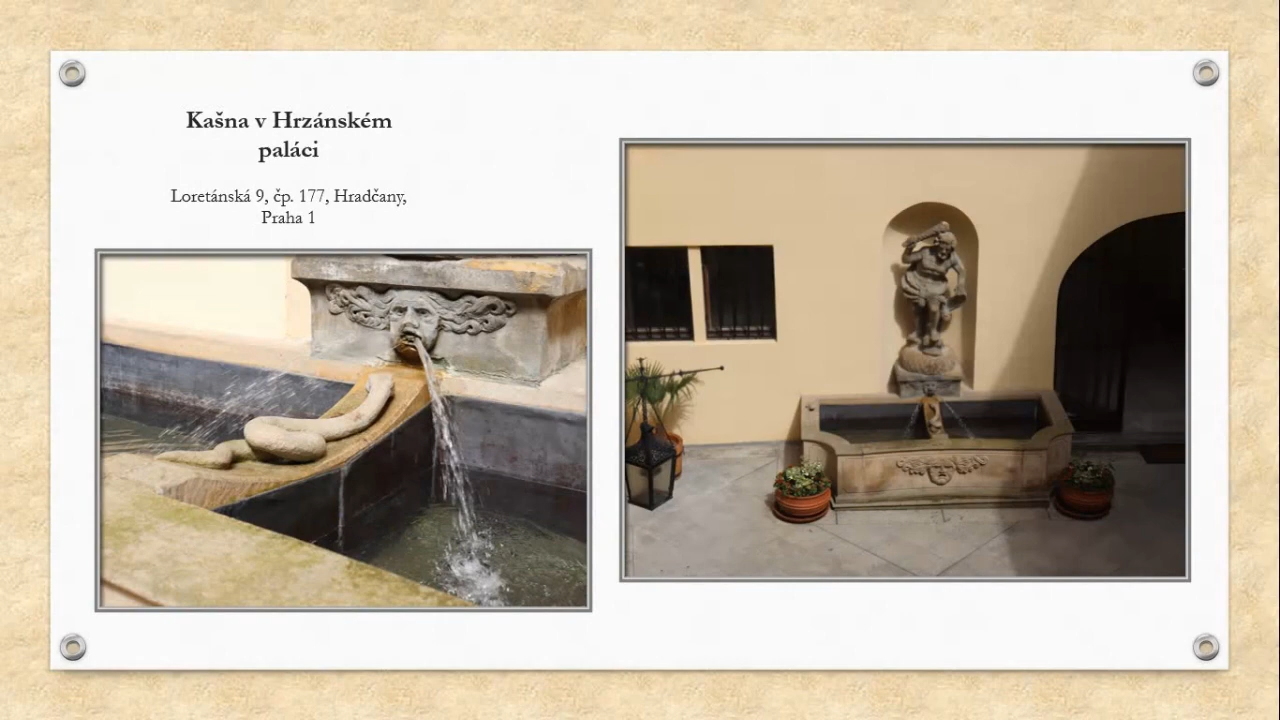 Kašna v Hrzánském
paláci
Loretánská 9, čp. 177, Hradčany,
Praha 1